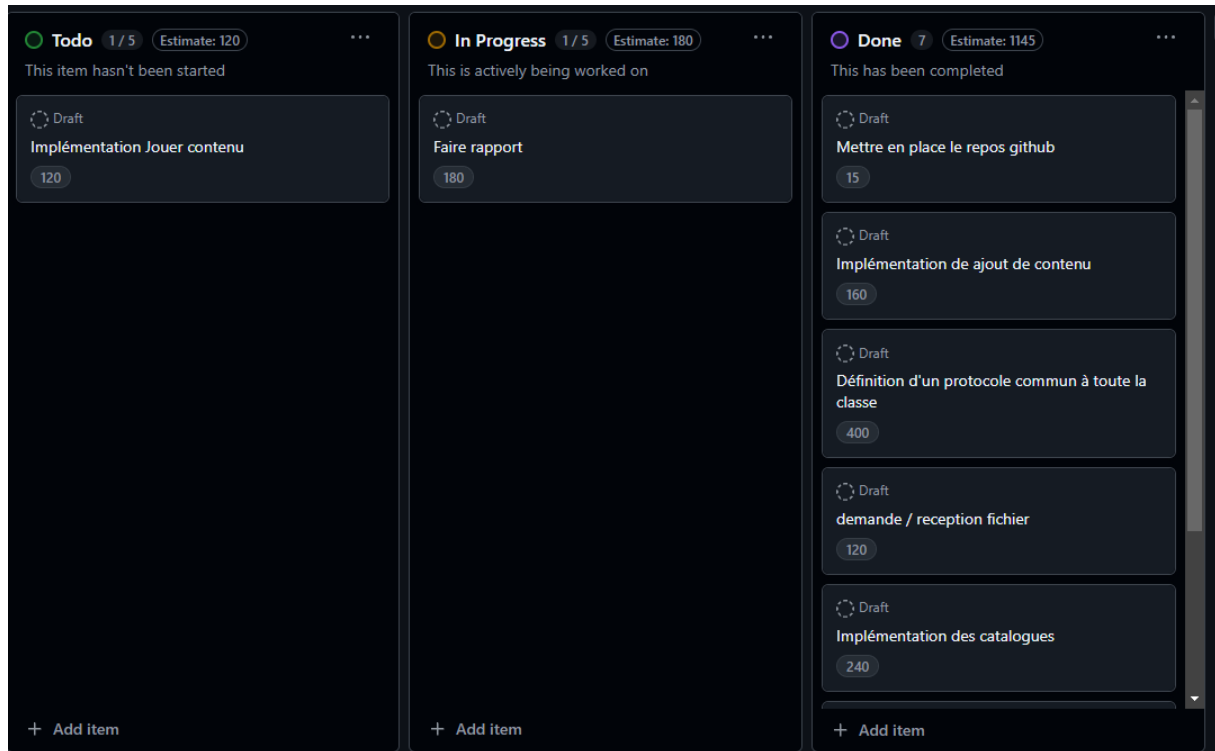 Todo 1 / 5 Estimate: 120 ...
This item hasn't been started
Draft
Implémentation Jouer contenu
120
+ Add item
In Progress 1 / 5 Estimate: 180 ...
This is actively being worked on
Draft
Faire rapport
180
+ Add item
Done 7 Estimate: 1145 ...
This has been completed
Draft
Mettre en place le repos github
15
Draft
Implémentation de ajout de contenu
160
Draft
Définition d'un protocole commun à toute la
classe
400
Draft
demande / reception fichier
120
Draft
Implémentation des catalogues
240
+ Add item